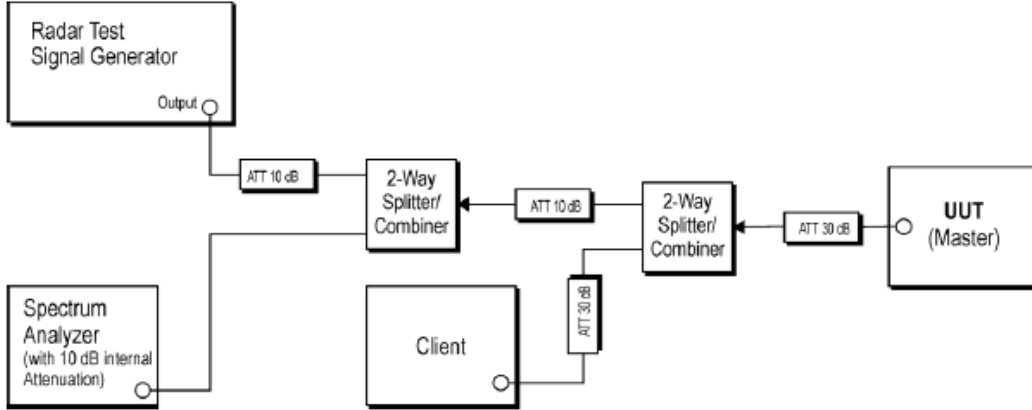 Radar Test
Signal Generator
Output
ATT 10 dB
2-Way
Splitter/
Combiner
ATT 10 dB
2-Way
Splitter/
Combiner
ATT 30 dB
UUT
(Master)
Spectrum
Analyzer
(with 10 dB internal
Attenuation)
Client
ATT 30 dB